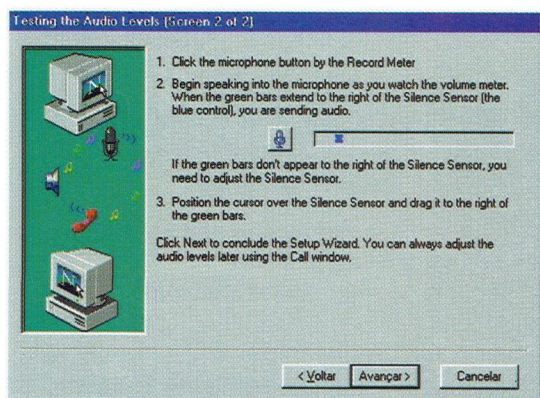 Testing the Audio Levels (Screen 2 of 2)
1. Click the microphone button by the Record Meter
2. Begin speaking into the microphone as you watch the volume meter.
When the green bars extend to the right of the Silence Sensor (the
blue control), you are sending audio.
If the green bars don't appear to the right of the Silence Sensor, you
need to adjust the Silence Sensor.
3. Position the cursor over the Silence Sensor and drag it to the right of
the green bars.
Click Next to conclude the Setup Wizard. You can always adjust the
audio levels later using the Call window.
< Voltar Avançar > Cancelar